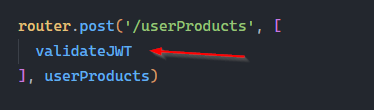 router.post('/userProducts', [
validateJWT
], userProducts)